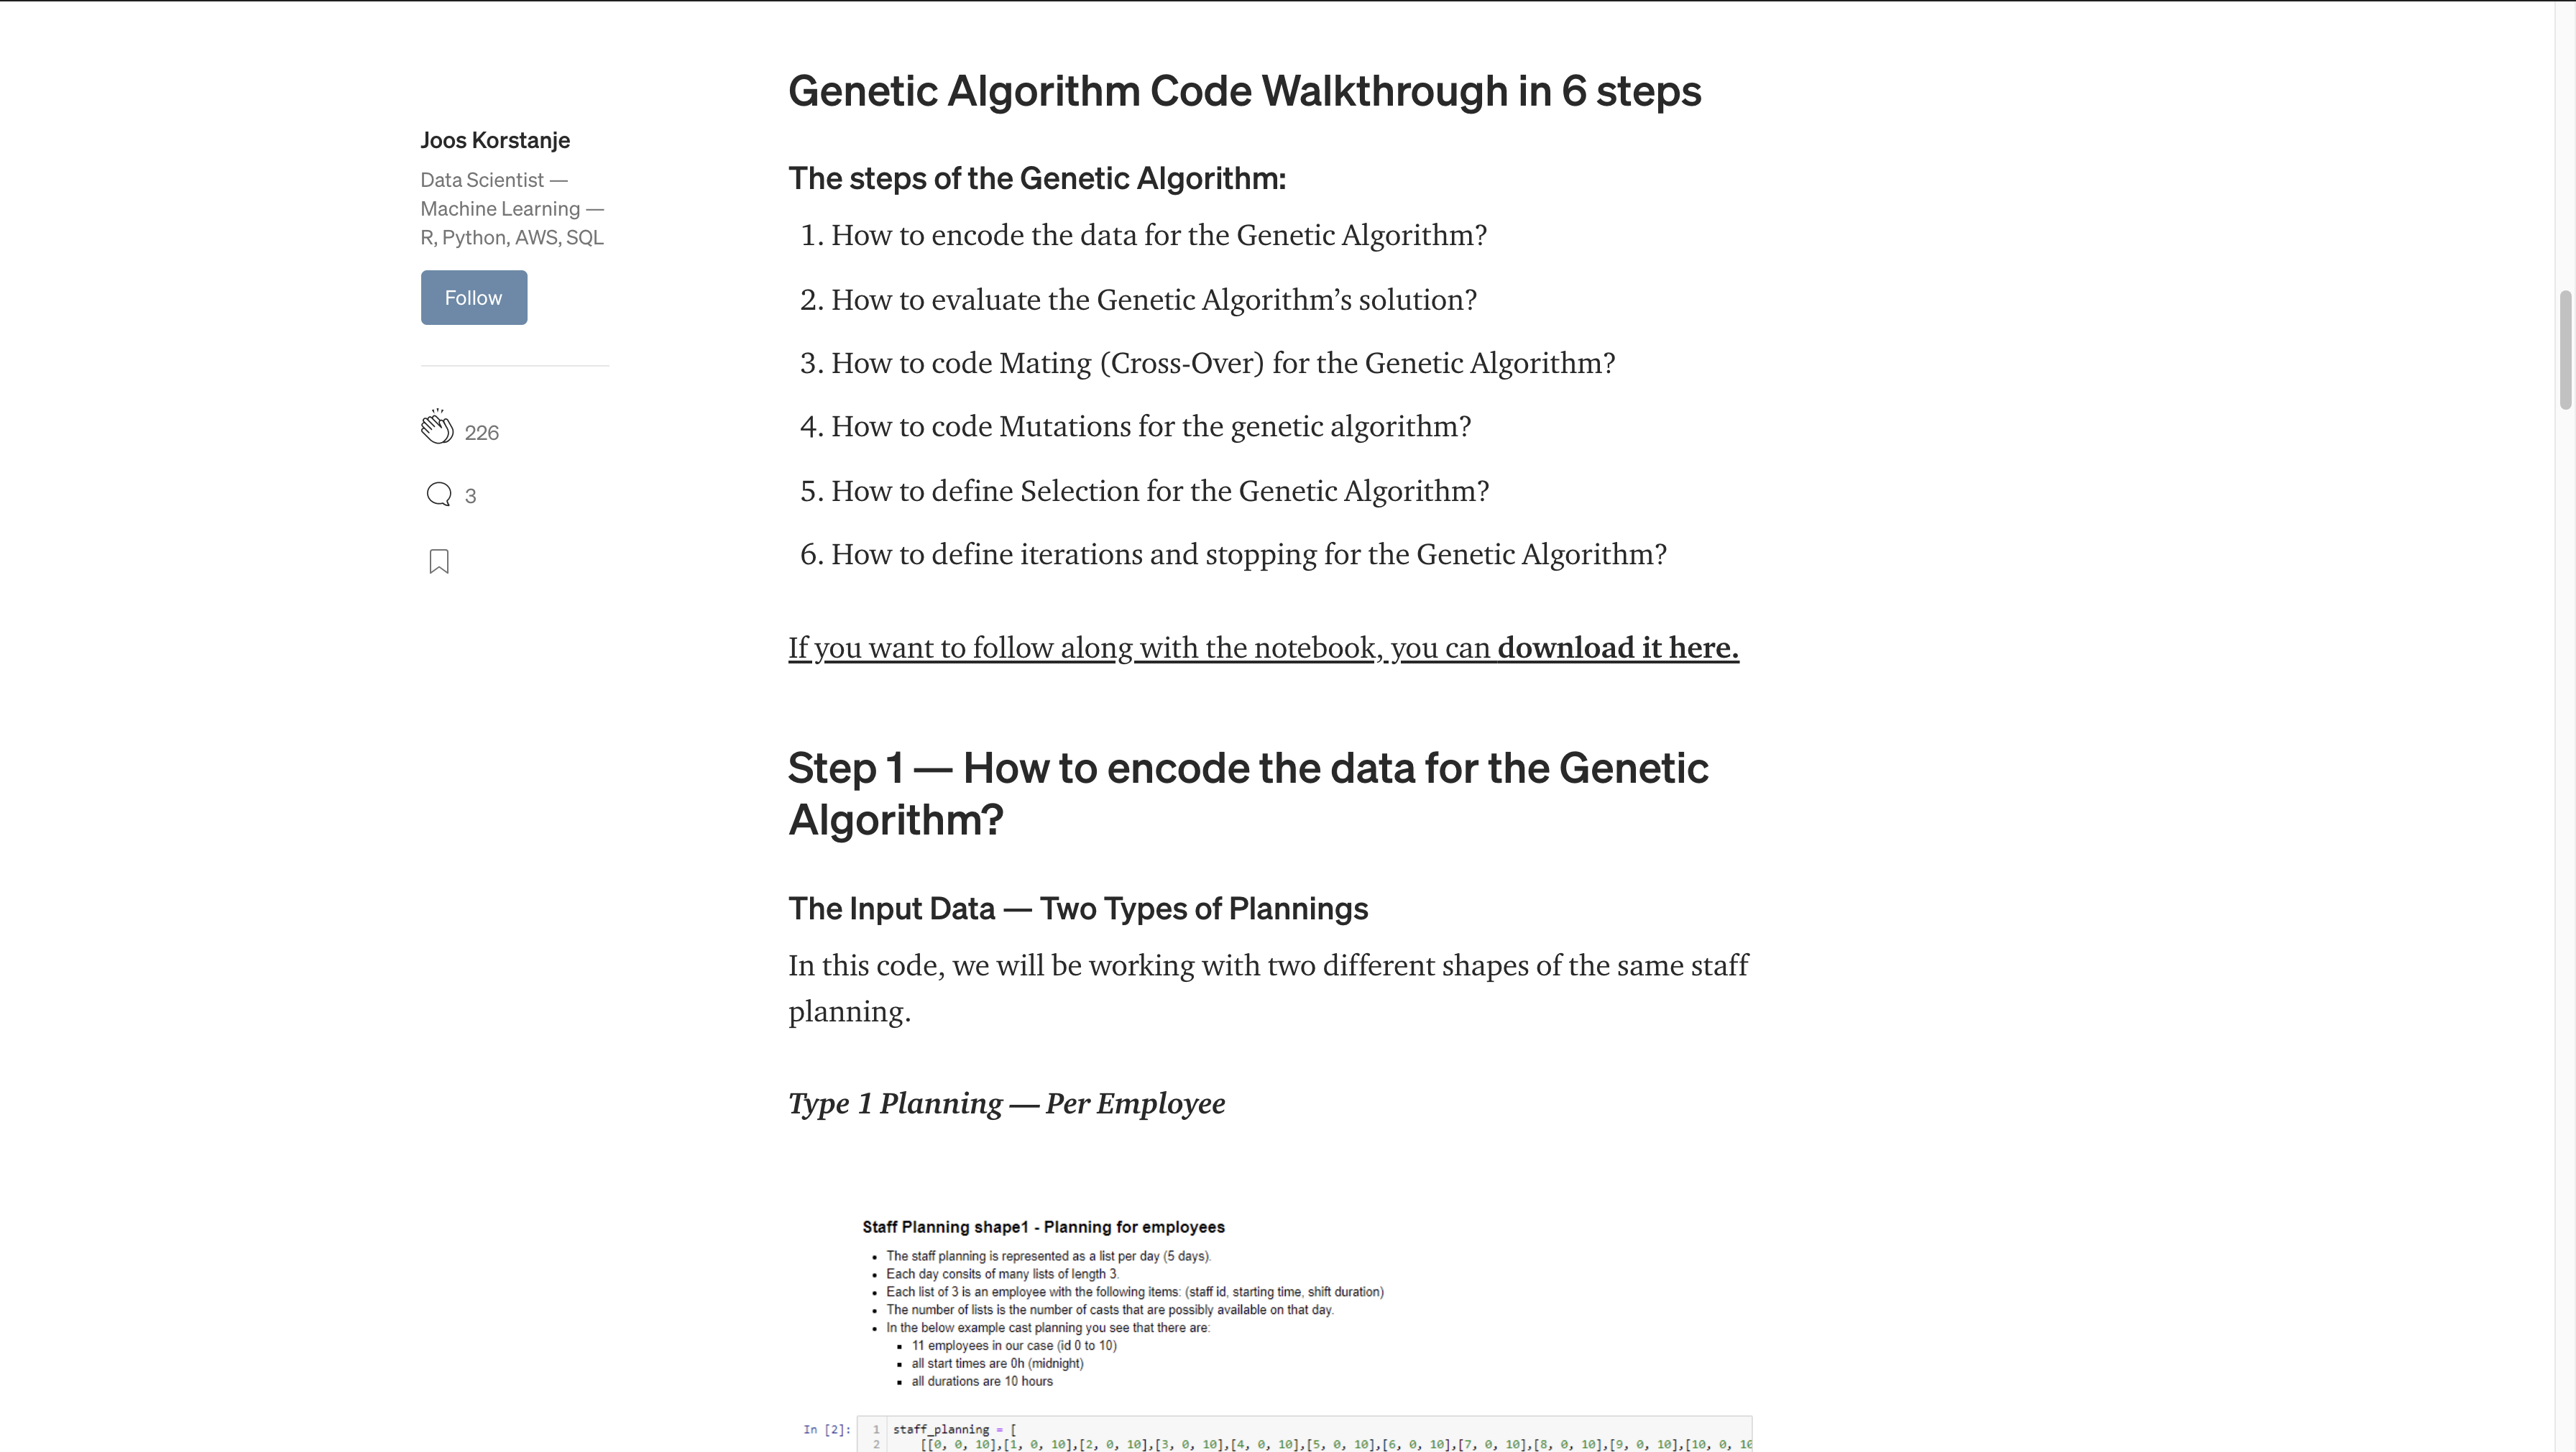 Genetic Algorithm Code Walkthrough in 6 steps
Joos Korstanje
Data Scientist —
Machine Learning —
R, Python, AWS, SQL
Follow
226
3
The steps of the Genetic Algorithm:
1. How to encode the data for the Genetic Algorithm?
2. How to evaluate the Genetic Algorithm’s solution?
3. How to code Mating (Cross-Over) for the Genetic Algorithm?
4. How to code Mutations for the genetic algorithm?
5. How to define Selection for the Genetic Algorithm?
6. How to define iterations and stopping for the Genetic Algorithm?
If you want to follow along with the notebook, you can download it here.
Step 1 — How to encode the data for the Genetic
Algorithm?
The Input Data — Two Types of Plannings
In this code, we will be working with two different shapes of the same staff
planning.
Type 1 Planning — Per Employee
Staff Planning shape1 - Planning for employees
• The staff planning is represented as a list per day (5 days).
• Each day consits of many lists of length 3.
• Each list of 3 is an employee with the following items: (staff id, starting time, shift duration)
• The number of lists is the number of casts that are possibly available on that day.
• In the below example cast planning you see that there are:
▪ 11 employees in our case (id 0 to 10)
▪ all start times are 0h (midnight)
▪ all durations are 10 hours
In [2]: 1 staff_planning = [
2 [[0, 0, 10],[1, 0, 10],[2, 0, 10],[3, 0, 10],[4, 0, 10],[5, 0, 10],[6, 0, 10],[7, 0, 10],[8, 0, 10],[9, 0, 10],[10, 0, 10